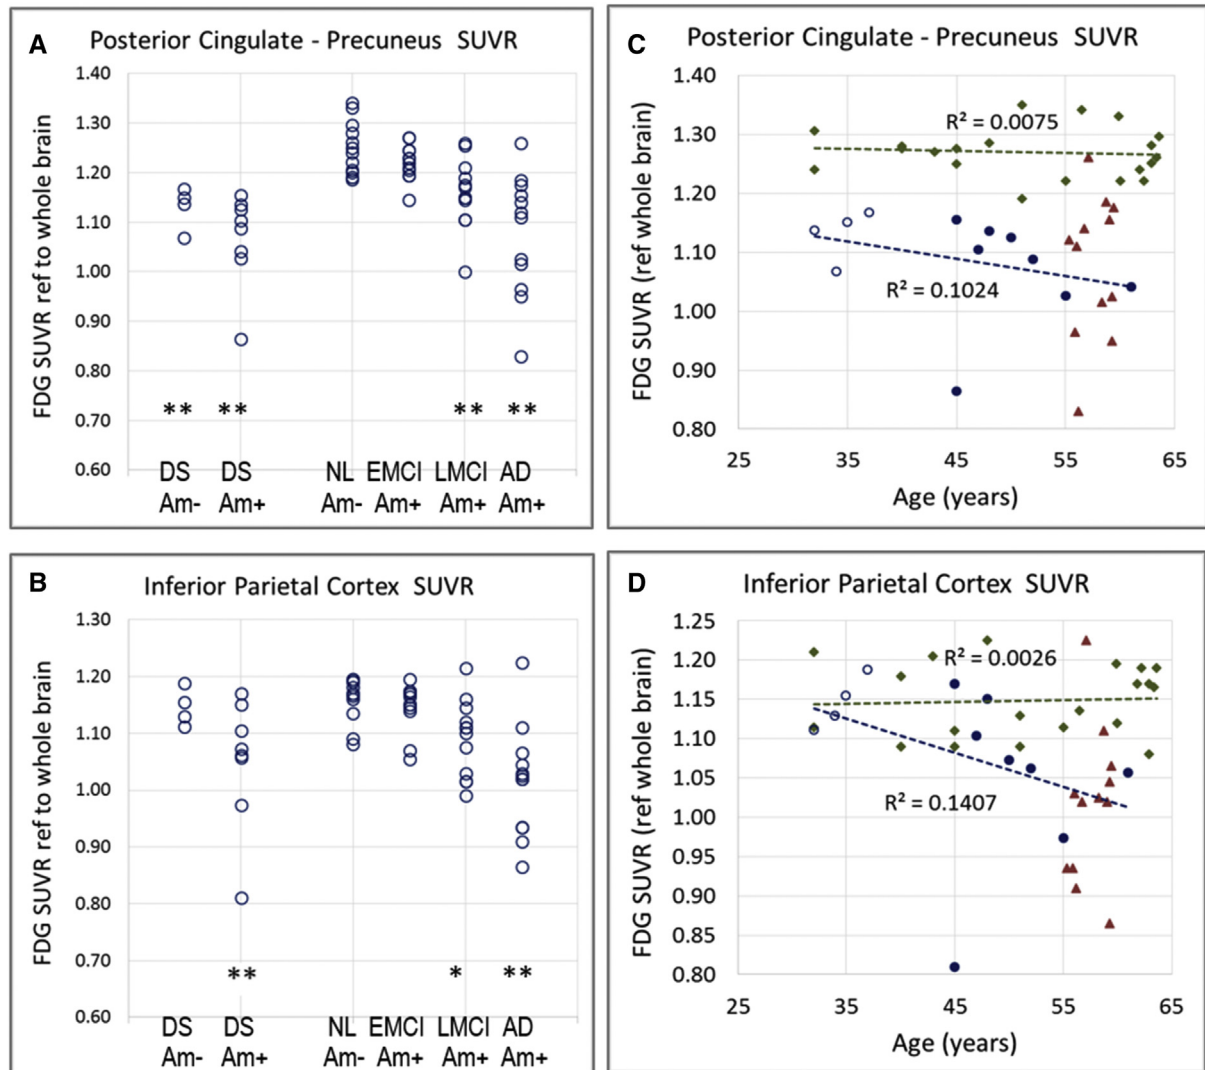 A
Posterior Cingulate - Precuneus SUVR
FDG SUVR ref to whole brain
1.40
1.30
1.20
1.10
1.00
0.90
0.80
0.70
0.60
** ** ** **
DS DS NL EMCI LMCI AD
Am- Am+ Am- Am+ Am+ Am+
C
Posterior Cingulate - Precuneus SUVR
FDG SUVR (ref whole brain)
1.40
1.30
1.20
1.10
1.00
0.90
0.80
R² = 0.0075
R² = 0.1024
25 35 45 55 65
Age (years)
B
Inferior Parietal Cortex SUVR
FDG SUVR ref to whole brain
1.30
1.20
1.10
1.00
0.90
0.80
0.70
0.60
** * **
DS DS NL EMCI LMCI AD
Am- Am+ Am- Am+ Am+ Am+
D
Inferior Parietal Cortex SUVR
FDG SUVR (ref whole brain)
1.25
1.20
1.15
1.10
1.05
1.00
0.95
0.90
0.85
0.80
R² = 0.0026
R² = 0.1407
25 35 45 55 65
Age (years)